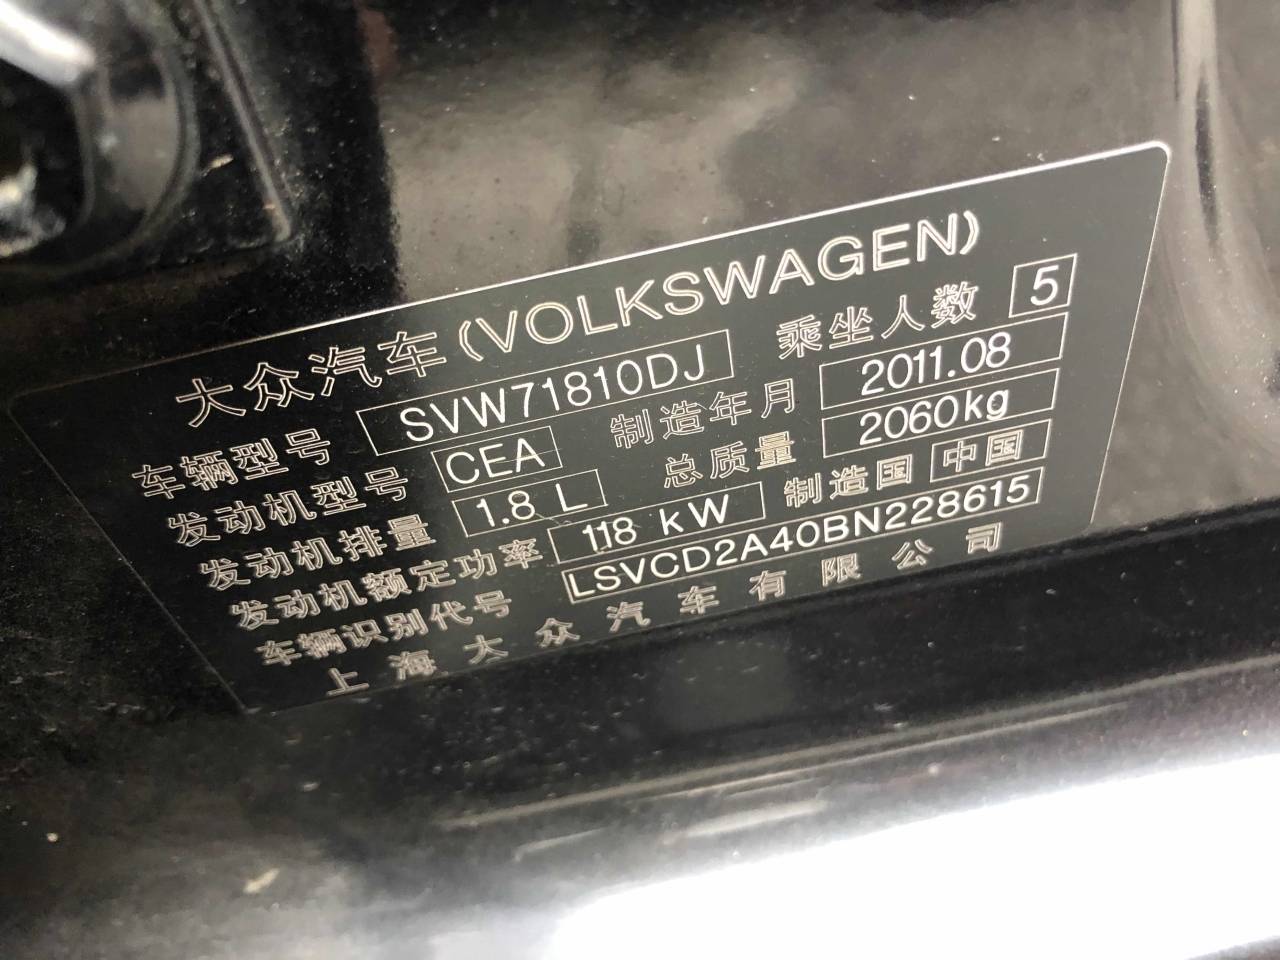 大众汽车(VOLKSWAGEN)
车辆型号 SVW71810DJ 乘坐人数 5
发动机型号 CEA 制造年月 2011.08
发动机排量 1.8 L 总质量 2060kg
发动机额定功率 118 kW 制造国 中国
车辆识别代号 LSVCD2A40BN228615
上海大众汽车有限公司